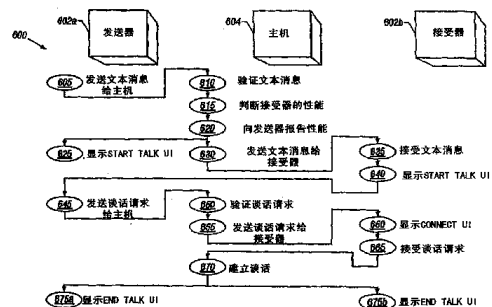 602a
发送器
604
主机
602b
接受器
600
605
发送文本消息
给主机
610
验证文本消息
615
判断接受器的性能
620
向发送器报告性能
625
显示START TALK UI
630
发送文本消息给
接受器
635
接受文本消息
640
显示START TALK UI
645
发送谈话请求
给主机
650
验证谈话请求
655
发送谈话请求给
接受器
660
显示CONNECT UI
665
接受谈话请求
670
建立谈话
675a
显示END TALK UI
675b
显示END TALK UI